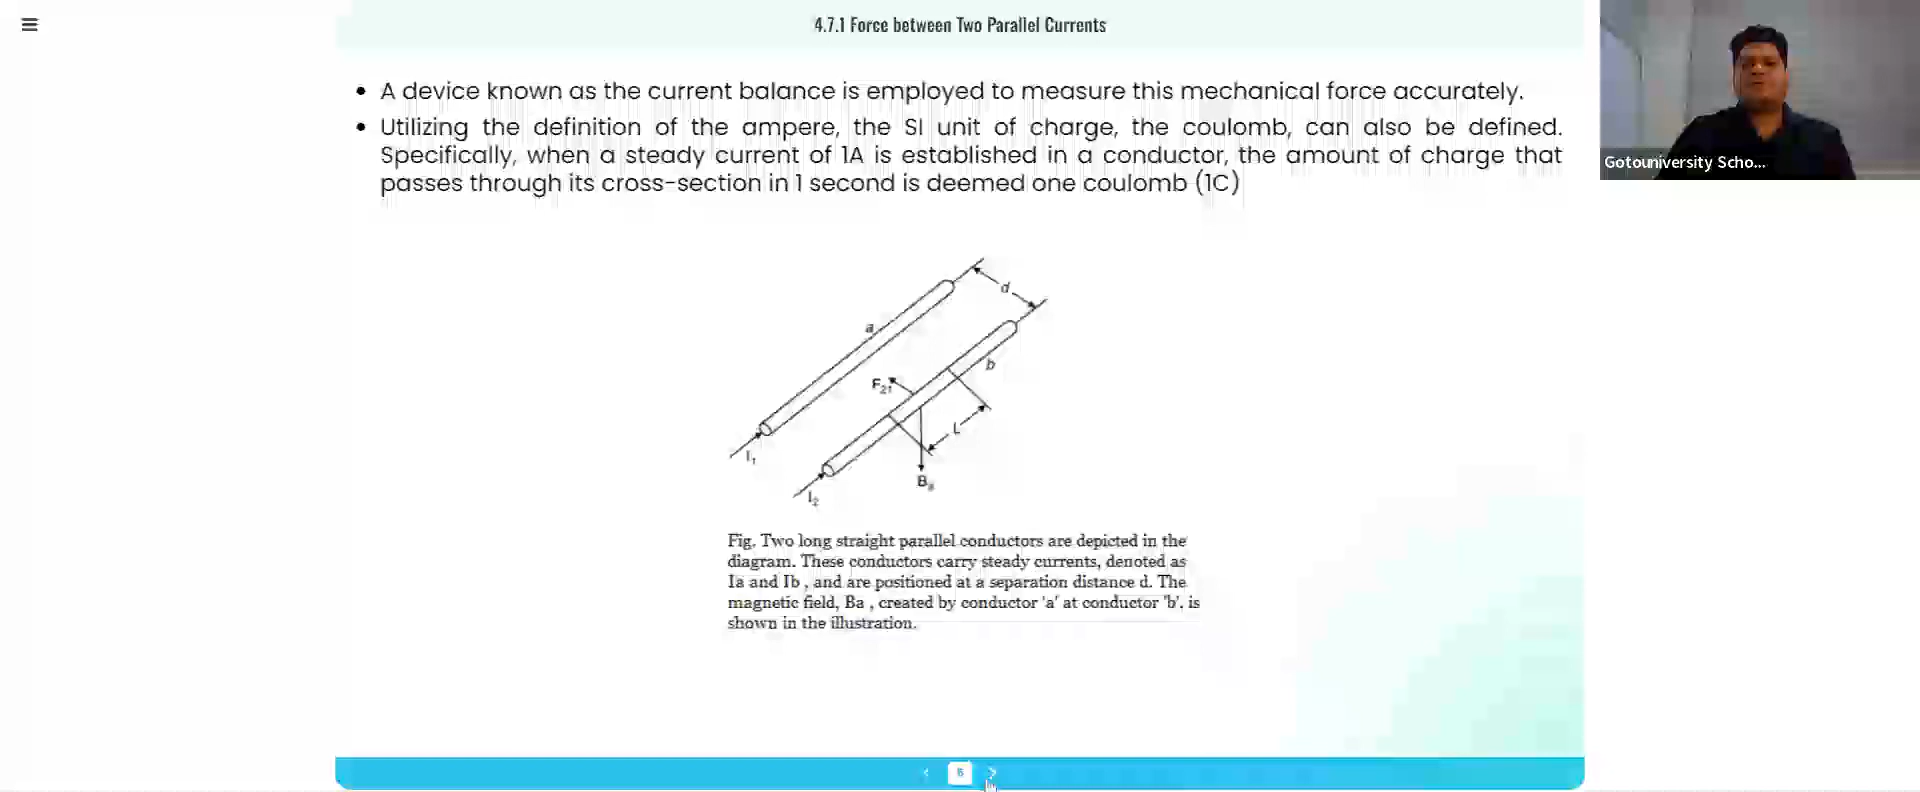 4.7.1 Force between Two Parallel Currents
• A device known as the current balance is employed to measure this mechanical force accurately.
• Utilizing the definition of the ampere, the SI unit of charge, the coulomb, can also be defined.
Specifically, when a steady current of 1A is established in a conductor, the amount of charge that
passes through its cross-section in 1 second is deemed one coulomb (1C)
Gotouniversity Scho...
d
a
b
F21
L
I1
Ba
I2
Fig. Two long straight parallel conductors are depicted in the
diagram. These conductors carry steady currents, denoted as
Ia and Ib , and are positioned at a separation distance d. The
magnetic field, Ba , created by conductor 'a' at conductor 'b', is
shown in the illustration.